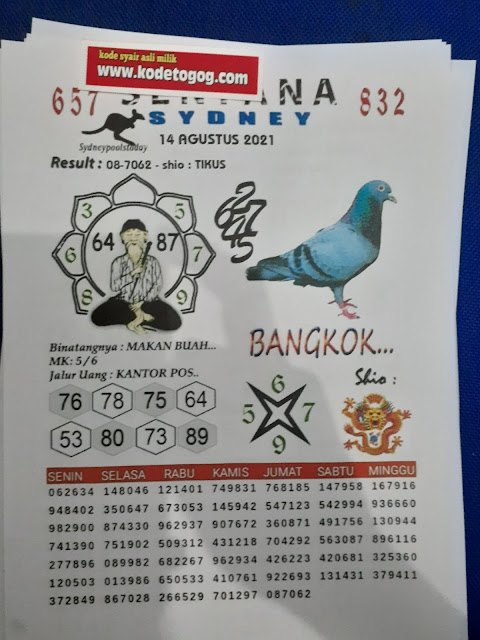 kode syair asli milik
www.kodetogog.com
657 SENTANA 832
SYDNEY
Sydneypoolstoday
14 AGUSTUS 2021
Result : 08-7062 - shio : TIKUS
3 5
64 87
6 7
8 9
62
27
45
Binatangnya : MAKAN BUAH...
MK: 5/6
Jalur Uang : KANTOR POS..
BANGKOK...
Shio :
76 78 75 64
53 80 73 89
6
5 7
9
SENIN SELASA RABU KAMIS JUMAT SABTU MINGGU
062634 148046 121401 749831 768185 147958 167916
948402 350647 673053 145942 547123 542994 936660
982900 874330 962937 907672 360871 491756 130944
741390 751902 509312 431218 704292 563087 896116
277896 089982 682267 962934 426223 420681 325360
120503 013986 650533 410761 922693 131431 379411
372849 867028 266529 701297 087062